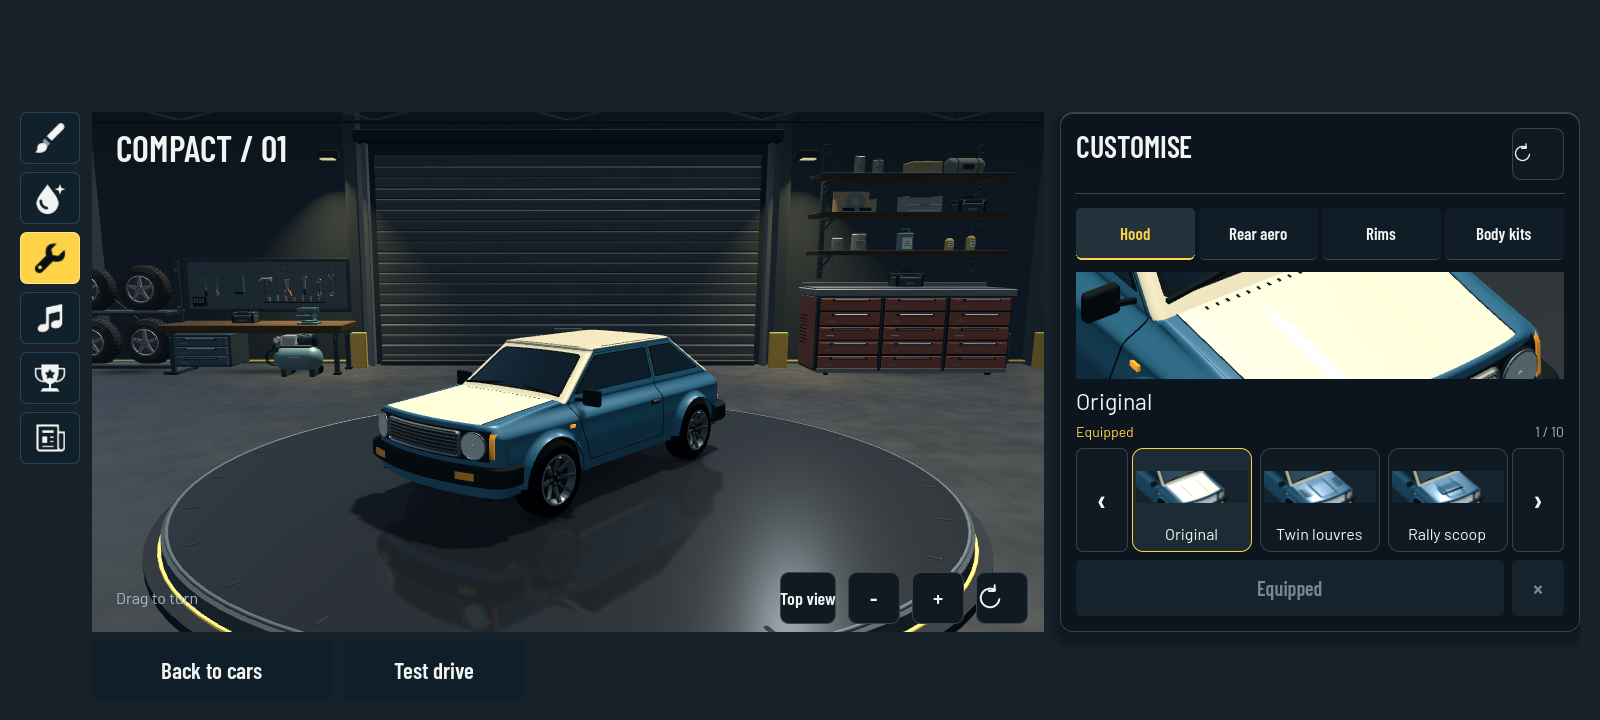 COMPACT / 01
CUSTOMISE
Hood
Rear aero
Rims
Body kits
Original
Equipped
1 / 10
‹
Original
Twin louvres
Rally scoop
›
Equipped
×
Drag to turn
Top view
-
+
Back to cars
Test drive